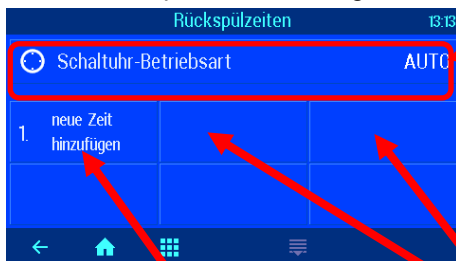 Rückspülzeiten 13:13
Schaltuhr-Betriebsart AUTO
1. neue Zeit
hinzufügen